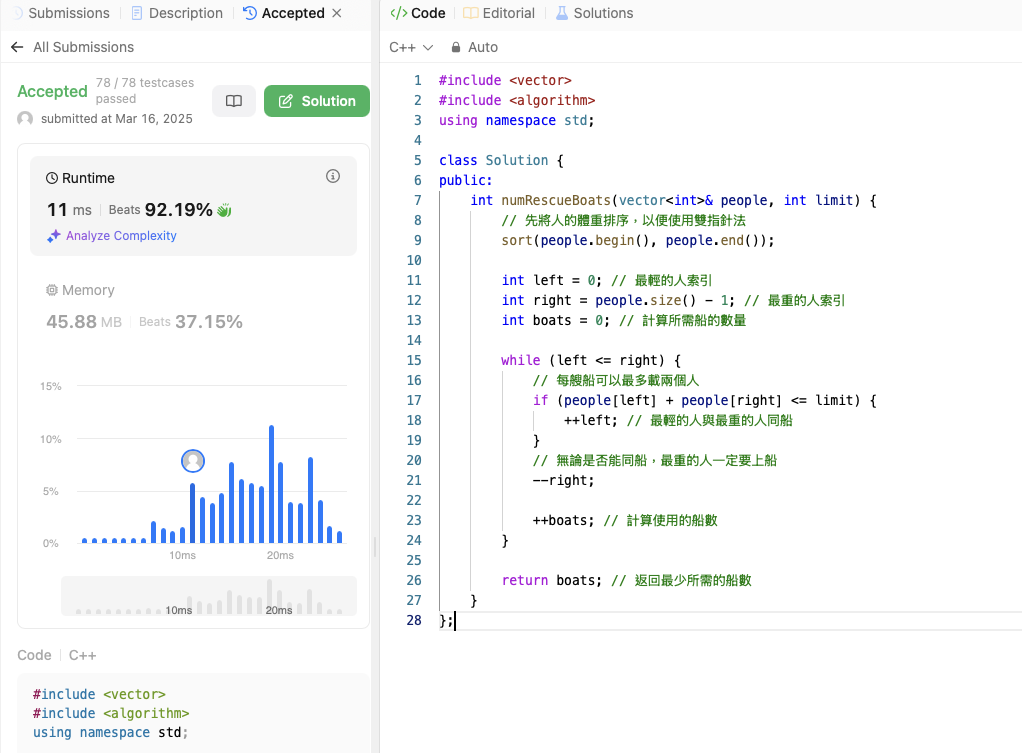 Submissions
Description
Accepted
All Submissions
Accepted
78 / 78 testcases passed
submitted at Mar 16, 2025
Solution
Runtime
11 ms
Beats 92.19%
Analyze Complexity
Memory
45.88 MB
Beats 37.15%
15%
10%
5%
0%
10ms
20ms
10ms
20ms
Code
C++
#include <vector>
#include <algorithm>
using namespace std;
</> Code
Editorial
Solutions
C++
Auto
1 #include <vector>
2 #include <algorithm>
3 using namespace std;
4
5 class Solution {
6 public:
7     int numRescueBoats(vector<int>& people, int limit) {
8         // 先將人的體重排序，以便使用雙指針法
9         sort(people.begin(), people.end());
10
11         int left = 0; // 最輕的人索引
12         int right = people.size() - 1; // 最重的人索引
13         int boats = 0; // 計算所需船的數量
14
15         while (left <= right) {
16             // 每艘船可以最多載兩個人
17             if (people[left] + people[right] <= limit) {
18                 ++left; // 最輕的人與最重的人同船
19             }
20             // 無論是否能同船，最重的人一定要上船
21             --right;
22
23             ++boats; // 計算使用的船數
24         }
25
26         return boats; // 返回最少所需的船數
27     }
28 };